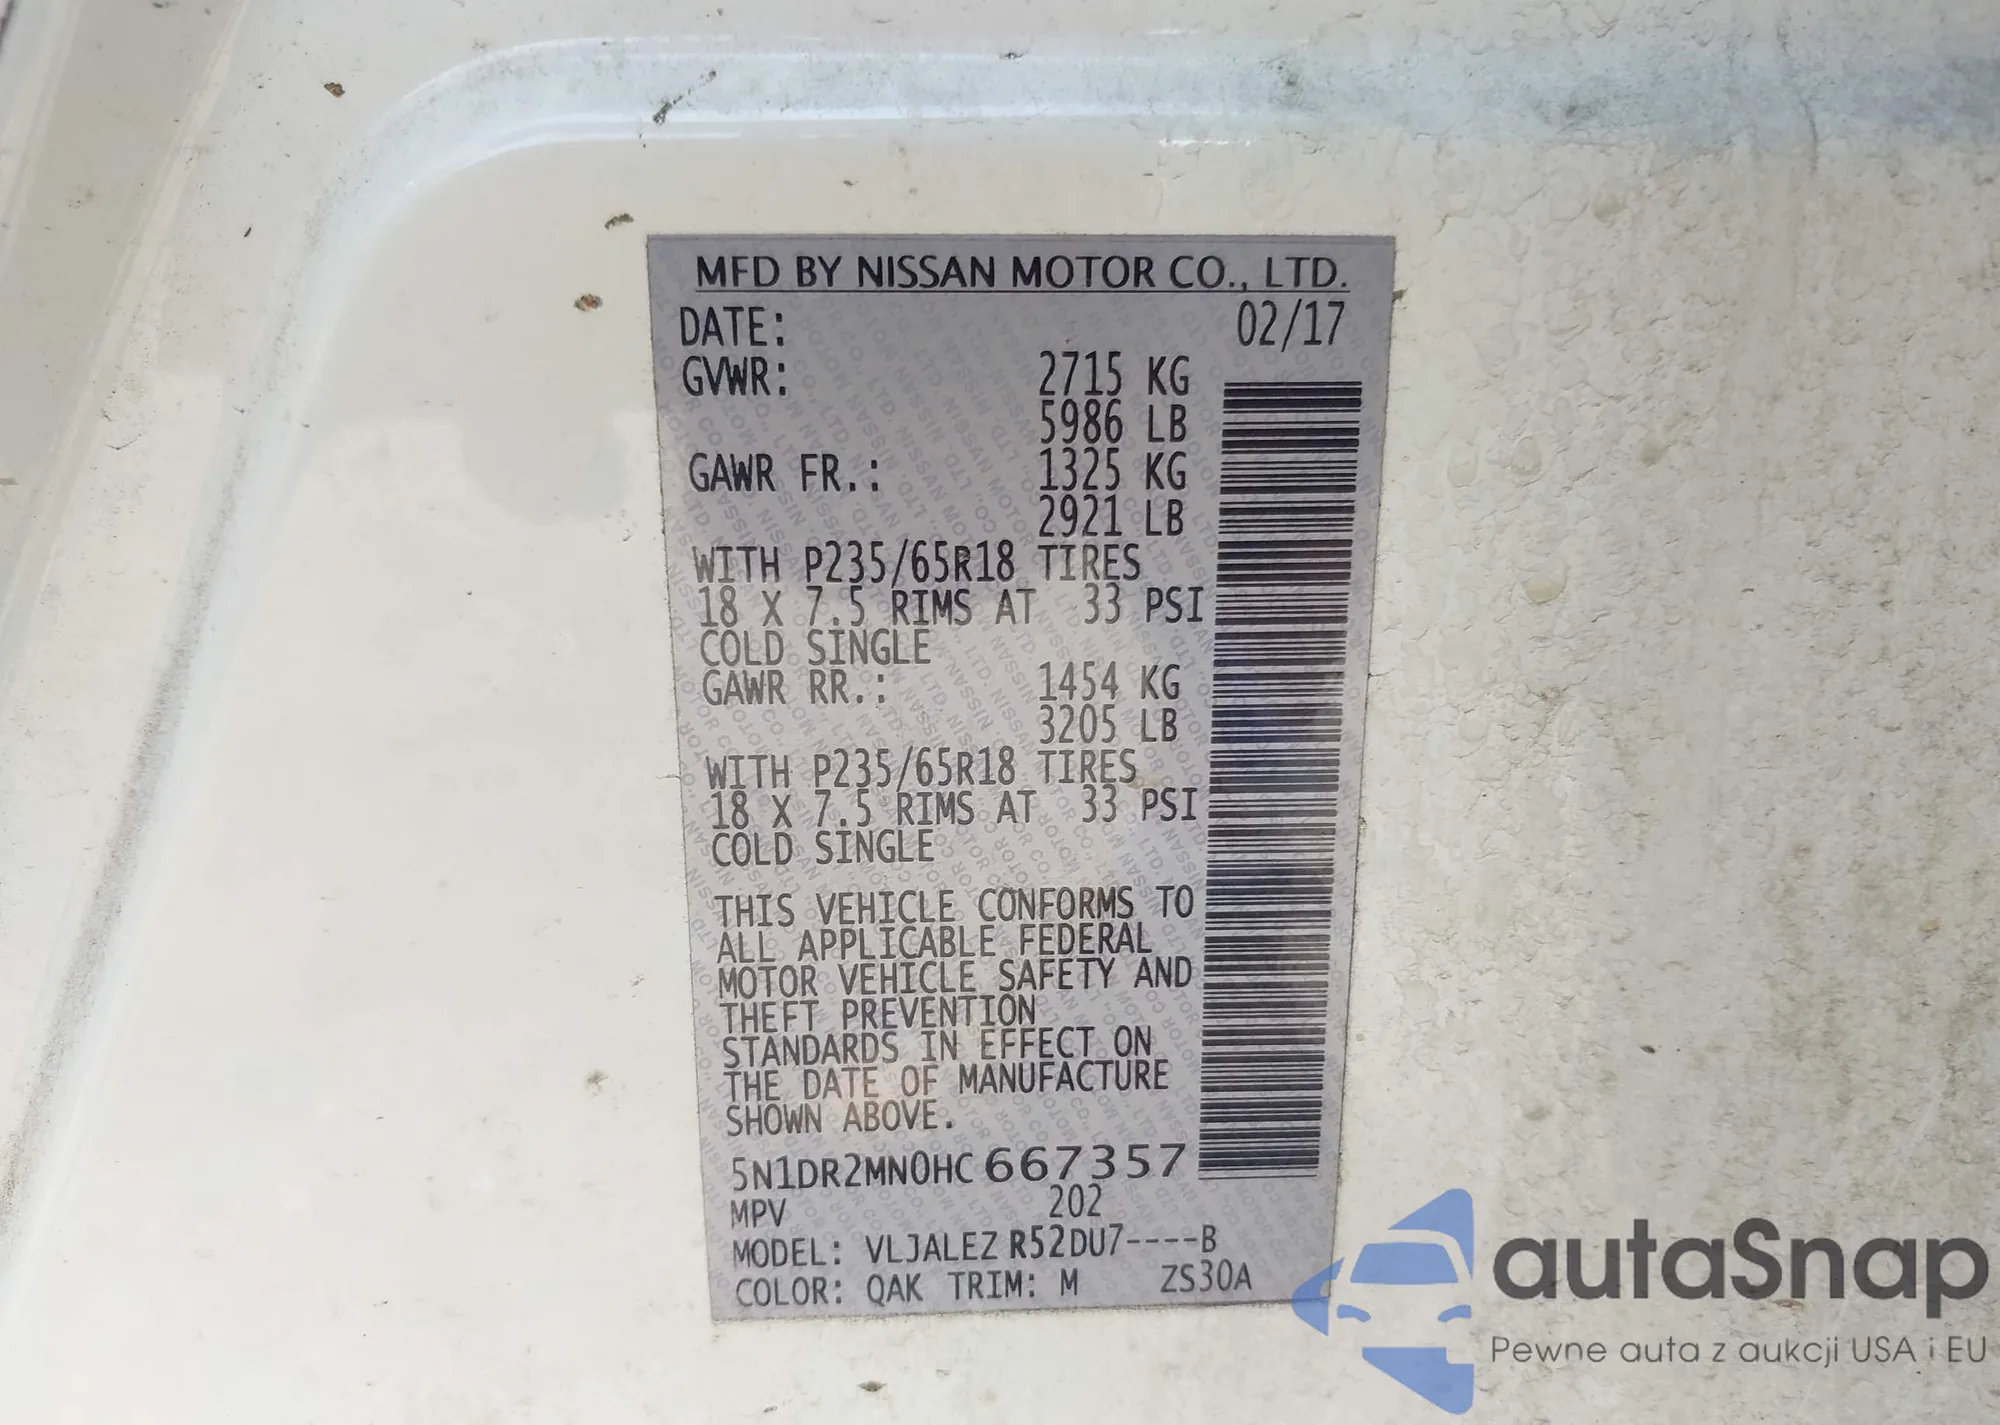 MFD BY NISSAN MOTOR CO., LTD.
DATE: 02/17
GVWR: 2715 KG
5986 LB
GAWR FR.: 1325 KG
2921 LB
WITH P235/65R18 TIRES
18 X 7.5 RIMS AT 33 PSI
COLD SINGLE
GAWR RR.: 1454 KG
3205 LB
WITH P235/65R18 TIRES
18 X 7.5 RIMS AT 33 PSI
COLD SINGLE
THIS VEHICLE CONFORMS TO
ALL APPLICABLE FEDERAL
MOTOR VEHICLE SAFETY AND
THEFT PREVENTION
STANDARDS IN EFFECT ON
THE DATE OF MANUFACTURE
SHOWN ABOVE.
5N1DR2MN0HC667357
MPV 202
MODEL: VLJALEZ R52DU7----B
COLOR: QAK TRIM: M ZS30A
autaSnap
Pewne auta z aukcji USA i EU